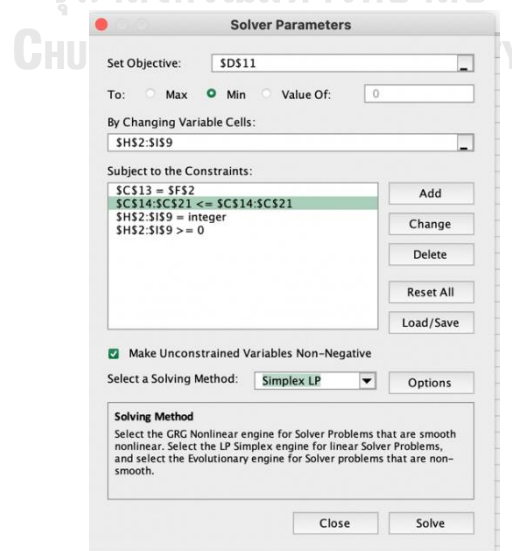 Solver Parameters
CHU
Set Objective: $D$11
To: Max Min Value Of: 0
By Changing Variable Cells:
$H$2:$I$9
Subject to the Constraints:
$C$13 = $F$2
$C$14:$C$21 <= $C$14:$C$21
$H$2:$I$9 = integer
$H$2:$I$9 >= 0
Add
Change
Delete
Reset All
Load/Save
Make Unconstrained Variables Non-Negative
Select a Solving Method: Simplex LP Options
Solving Method
Select the GRG Nonlinear engine for Solver Problems that are smooth
nonlinear. Select the LP Simplex engine for linear Solver Problems,
and select the Evolutionary engine for Solver problems that are non-
smooth.
Close Solve